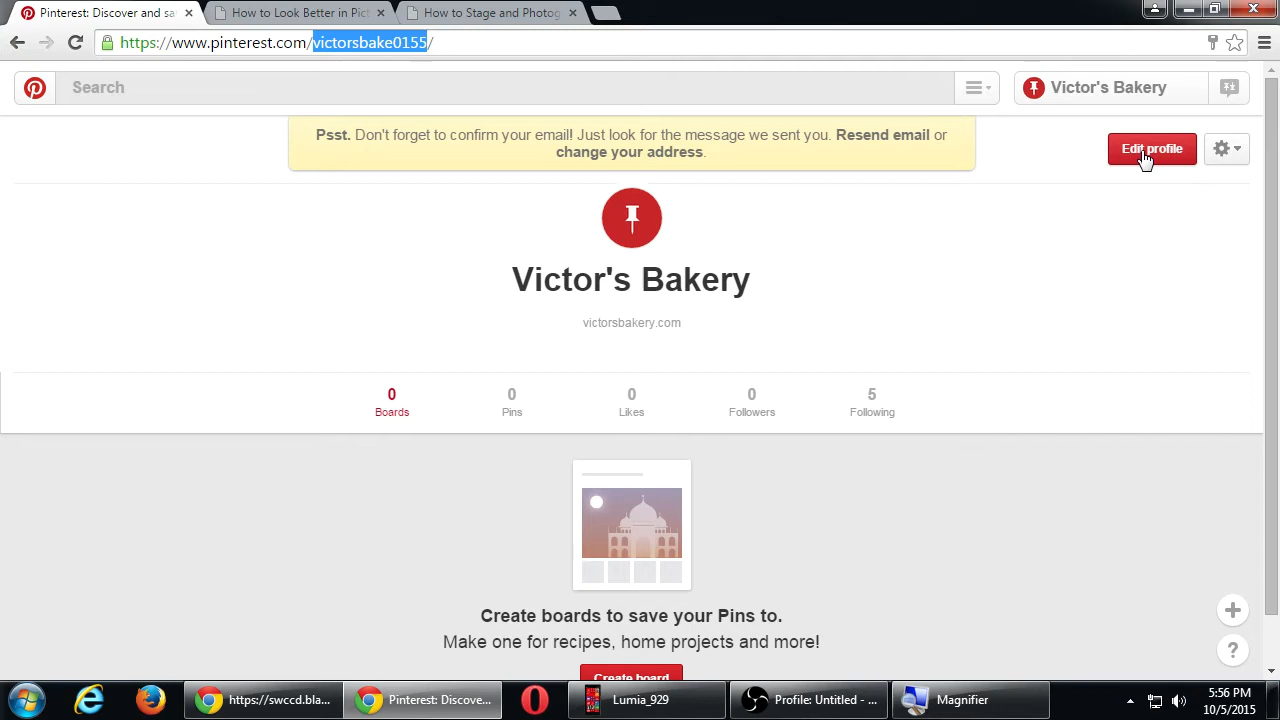 Pinterest: Discover and sa
How to Look Better in Pict
How to Stage and Photog
https://www.pinterest.com/victorsbake0155/
Search
Victor's Bakery
Psst. Don't forget to confirm your email! Just look for the message we sent you. Resend email or
change your address.
Edit profile
Victor's Bakery
victorsbakery.com
0
Boards
0
Pins
0
Likes
0
Followers
5
Following
Create boards to save your Pins to.
Make one for recipes, home projects and more!
Create board
https://swccd.bla...
Pinterest: Discove...
Lumia_929
Profile: Untitled - ...
Magnifier
5:56 PM
10/5/2015